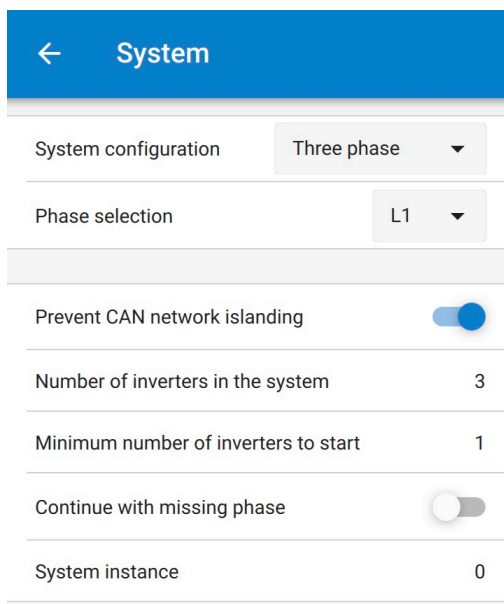 System
System configuration Three phase
Phase selection L1
Prevent CAN network islanding
Number of inverters in the system 3
Minimum number of inverters to start 1
Continue with missing phase
System instance 0